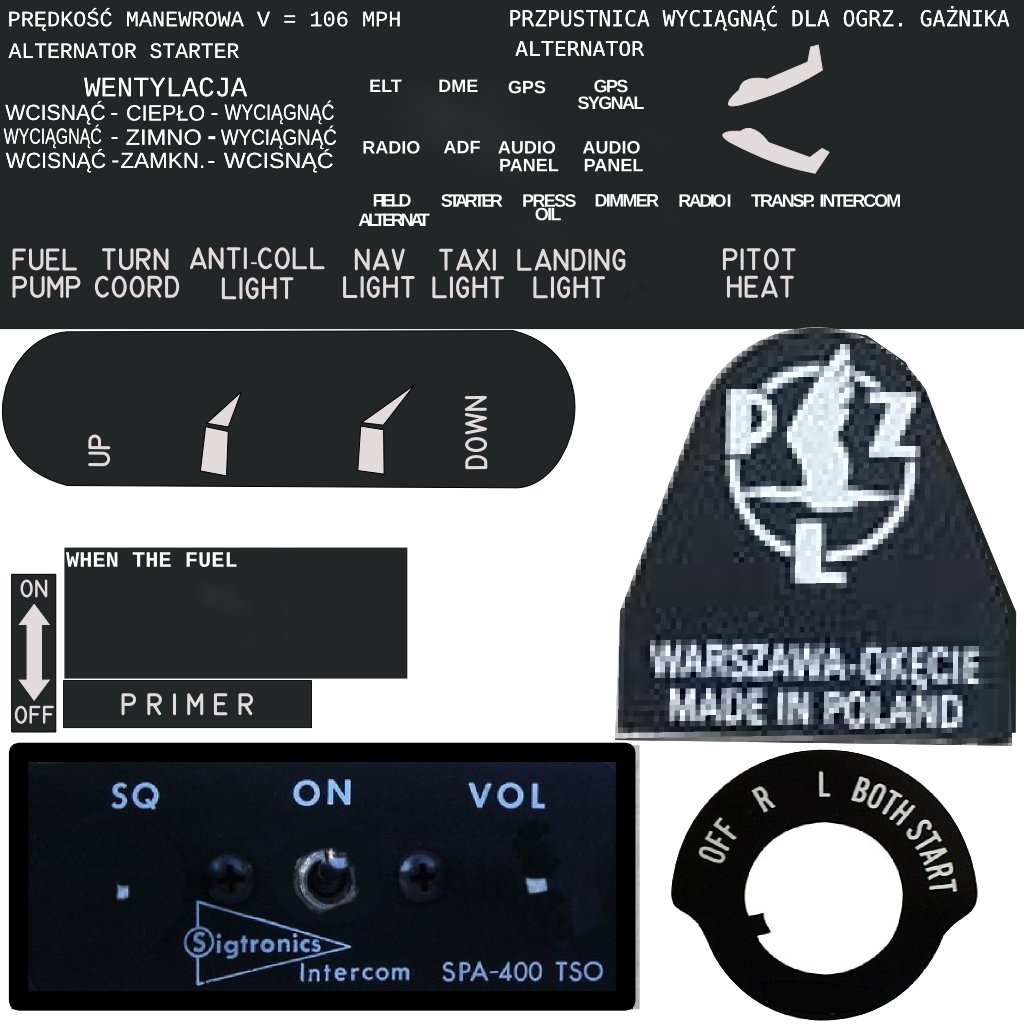 PRĘDKOŚĆ MANEWROWA V = 106 MPH
PRZPUSTNICA WYCIĄGNĄĆ DLA OGRZ. GAŹNIKA
ALTERNATOR STARTER
ALTERNATOR
WENTYLACJA
WCISNĄĆ - CIEPŁO - WYCIĄGNĄĆ
WYCIĄGNĄĆ - ZIMNO - WYCIĄGNĄĆ
WCISNĄĆ -ZAMKN.- WCISNĄĆ
ELT DME GPS GPS
SYGNAL
RADIO ADF AUDIO AUDIO
PANEL PANEL
FIELD STARTER PRESS DIMMER RADIO I TRANSP. INTERCOM
ALTERNAT OIL
FUEL TURN ANTI-COLL NAV TAXI LANDING PITOT
PUMP COORD LIGHT LIGHT LIGHT LIGHT HEAT
UP
DOWN
P Z
L
WARSZAWA-OKĘCIE
MADE IN POLAND
WHEN THE FUEL
ON
OFF
PRIMER
SQ ON VOL
Sigtronics
Intercom SPA-400 TSO
OFF R L BOTH START